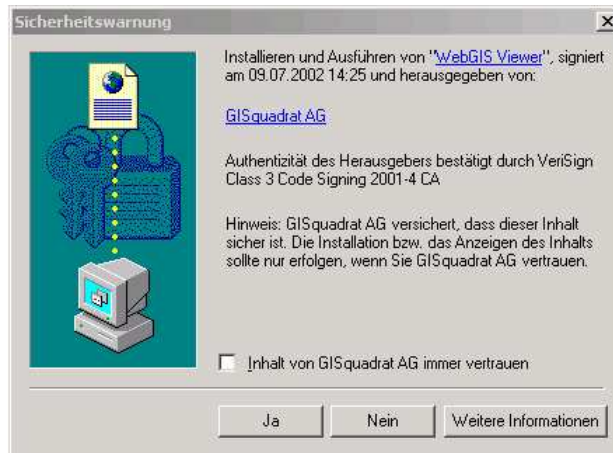 Sicherheitswarnung
Installieren und Ausführen von "WebGIS Viewer", signiert
am 09.07.2002 14:25 und herausgegeben von:
GISquadrat AG
Authentizität des Herausgebers bestätigt durch VeriSign
Class 3 Code Signing 2001-4 CA
Hinweis: GISquadrat AG versichert, dass dieser Inhalt
sicher ist. Die Installation bzw. das Anzeigen des Inhalts
sollte nur erfolgen, wenn Sie GISquadrat AG vertrauen.
Inhalt von GISquadrat AG immer vertrauen
Ja
Nein
Weitere Informationen